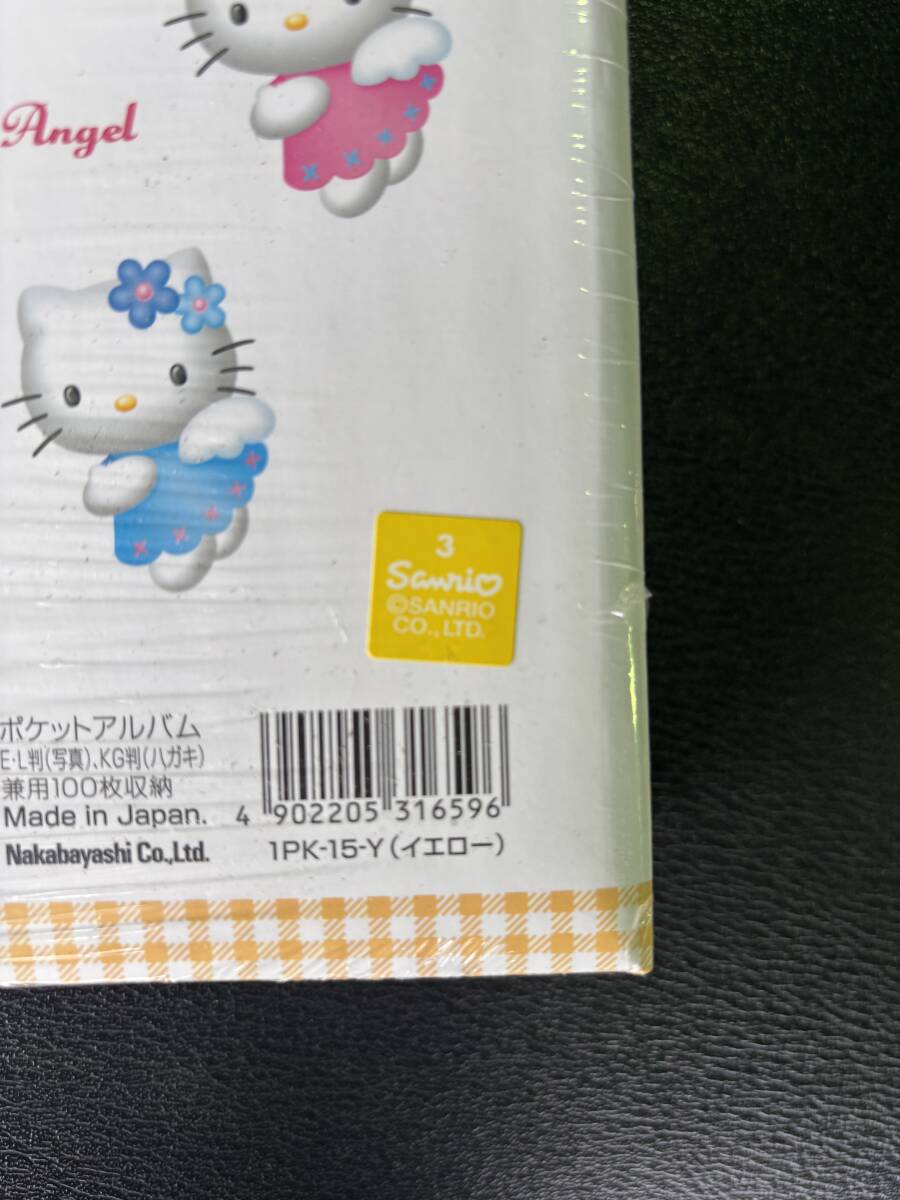 Angel
3
Sanrio
©SANRIO
CO., LTD.
ポケットアルバム
E・L判(写真)、KG判(ハガキ)
兼用100枚収納
Made in Japan.
Nakabayashi Co.,Ltd.
4 902205 316596
1PK-15-Y(イエロー)